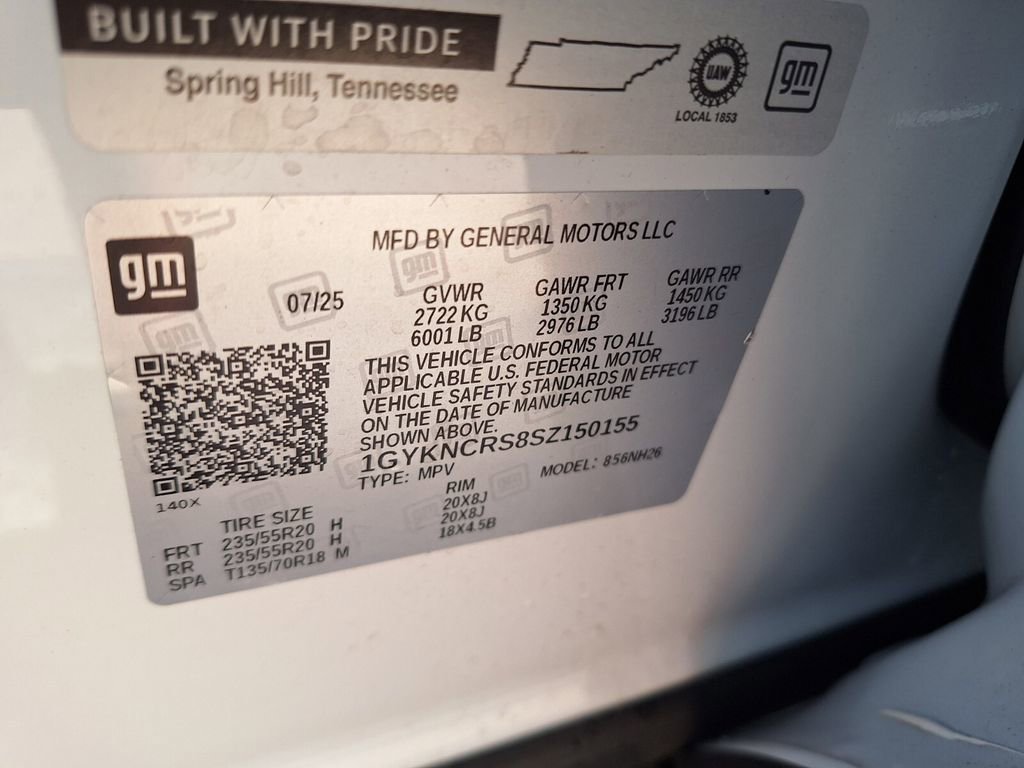 BUILT WITH PRIDE
Spring Hill, Tennessee
UAW
LOCAL 1853
gm
MFD BY GENERAL MOTORS LLC
gm
07/25
GVWR
2722 KG
6001 LB
GAWR FRT
1350 KG
2976 LB
GAWR RR
1450 KG
3196 LB
THIS VEHICLE CONFORMS TO ALL
APPLICABLE U.S. FEDERAL MOTOR
VEHICLE SAFETY STANDARDS IN EFFECT
ON THE DATE OF MANUFACTURE
SHOWN ABOVE.
1GYKNCRS8SZ150155
TYPE: MPV MODEL: 856NH26
140X
TIRE SIZE RIM
FRT 235/55R20 H 20X8J
RR 235/55R20 H 20X8J
SPA T135/70R18 M 18X4.5B